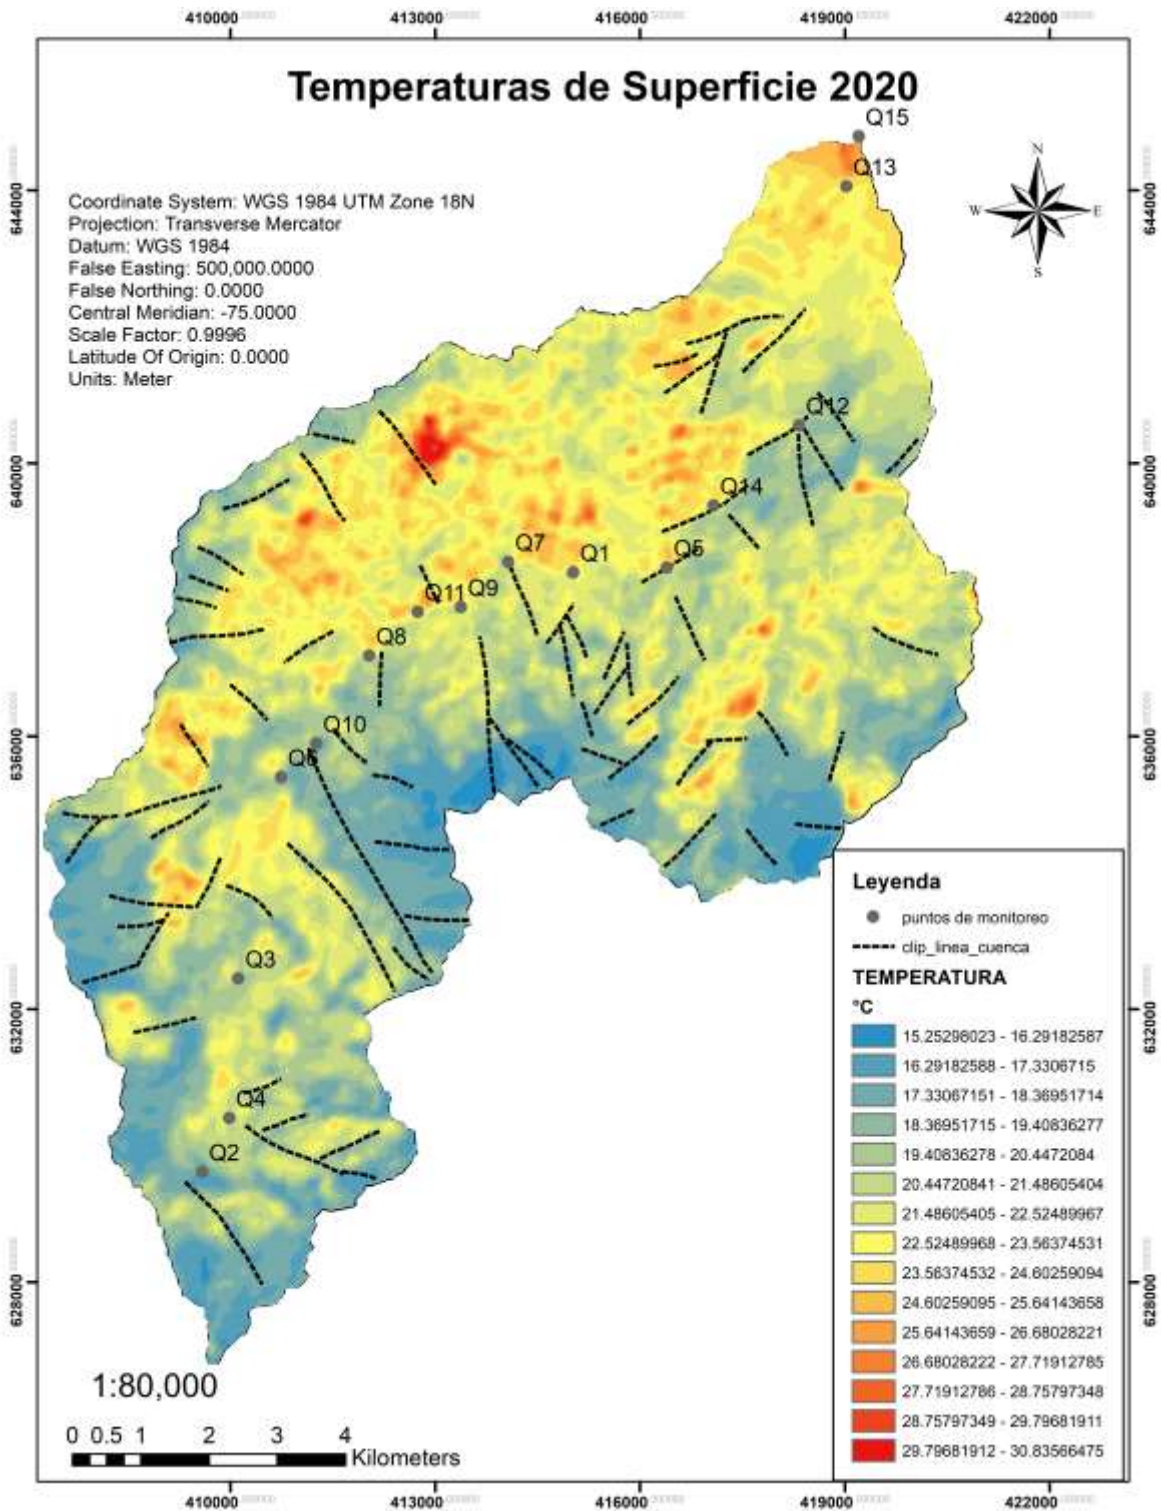 410000 413000 416000 419000 422000
Temperaturas de Superficie 2020
Q15
Q13
N
W E
S
644000 644000
Coordinate System: WGS 1984 UTM Zone 18N
Projection: Transverse Mercator
Datum: WGS 1984
False Easting: 500,000.0000
False Northing: 0.0000
Central Meridian: -75.0000
Scale Factor: 0.9996
Latitude Of Origin: 0.0000
Units: Meter
Q12
640000 640000
Q14
Q7
Q1
Q5
Q11
Q9
Q8
Q10
Q6
636000 636000
Q3
632000 632000
Q4
Q2
628000 628000
Leyenda
puntos de monitoreo
clip_linea_cuenca
TEMPERATURA
°C
15.25298023 - 16.29182587
16.29182588 - 17.3306715
17.33067151 - 18.36951714
18.36951715 - 19.40836277
19.40836278 - 20.4472084
20.44720841 - 21.48605404
21.48605405 - 22.52489967
22.52489968 - 23.56374531
23.56374532 - 24.60259094
24.60259095 - 25.64143658
25.64143659 - 26.68028221
26.68028222 - 27.71912785
27.71912786 - 28.75797348
28.75797349 - 29.79681911
29.79681912 - 30.83566475
1:80,000
0 0.5 1 2 3 4
Kilometers
410000 413000 416000 419000 422000